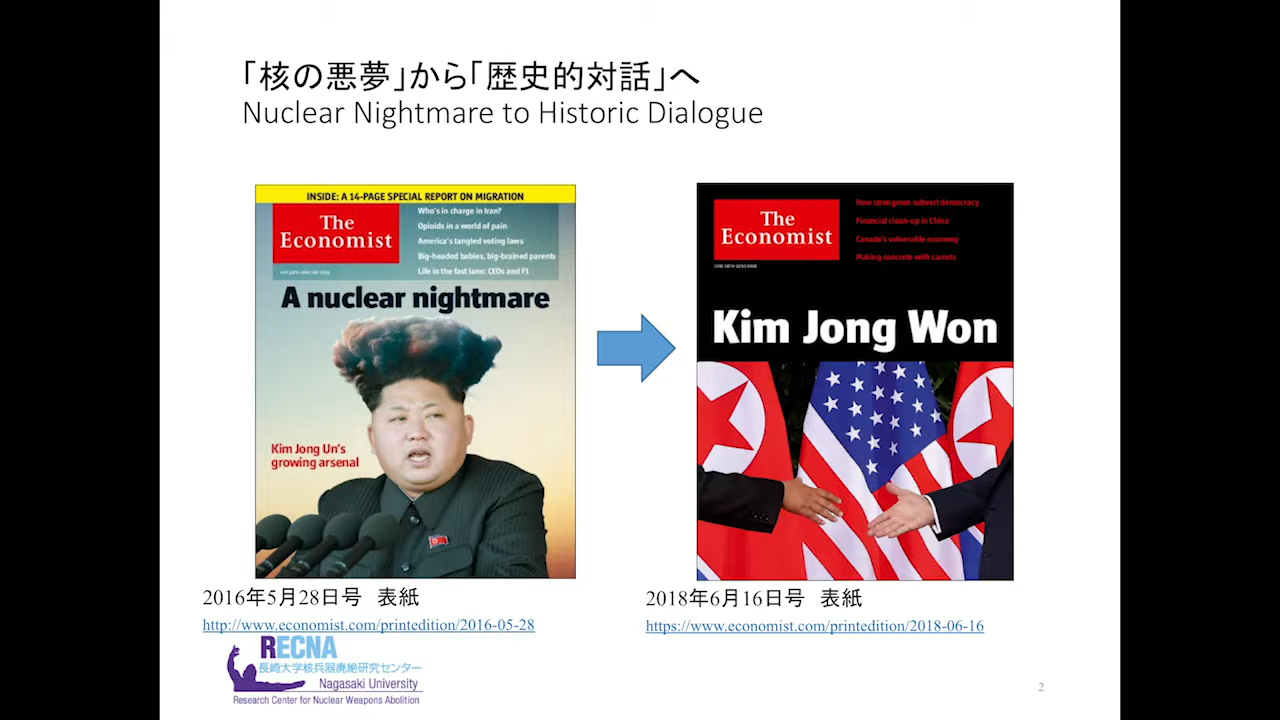 「核の悪夢」から「歴史的対話」へ
Nuclear Nightmare to Historic Dialogue
INSIDE: A 14-PAGE SPECIAL REPORT ON MIGRATION
The
Economist
Who's in charge in Iran?
Opioids in a world of pain
America's tangled voting laws
Big-headed babies, big-brained parents
Life in the fast lane: CEOs and F1
A nuclear nightmare
Kim Jong Un's
growing arsenal
The
Economist
How strongmen subvert democracy
Financial clean-up in China
Canada's vulnerable economy
Making concrete with carrots
Kim Jong Won
2016年5月28日号 表紙
http://www.economist.com/printedition/2016-05-28
2018年6月16日号 表紙
https://www.economist.com/printedition/2018-06-16
RECNA
長崎大学核兵器廃絶研究センター
Nagasaki University
Research Center for Nuclear Weapons Abolition
2